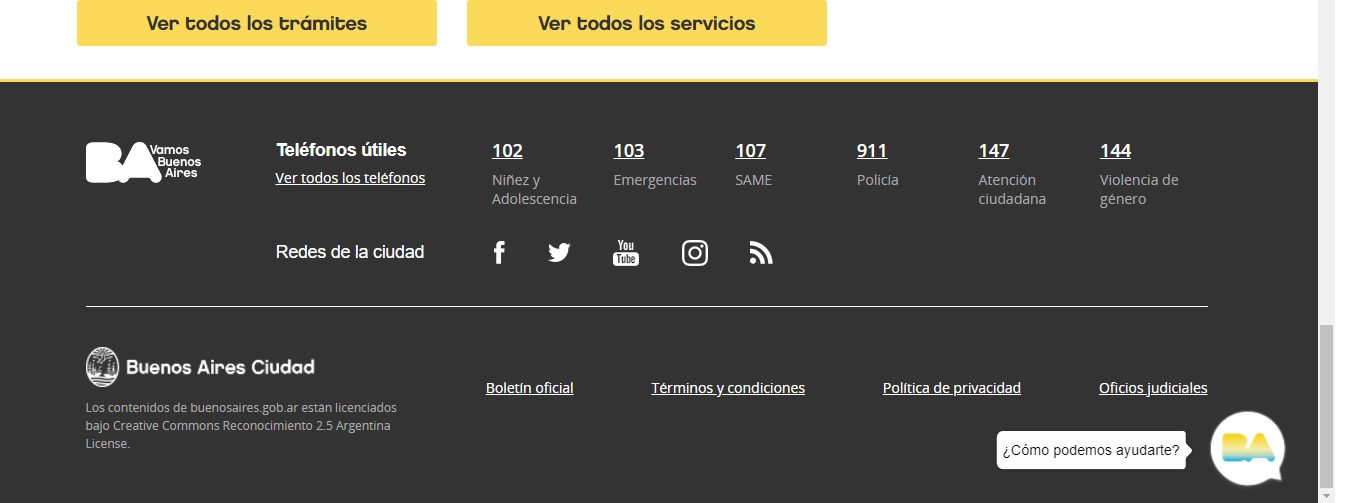 Ver todos los trámites
Ver todos los servicios
BA
Vamos
Buenos
Aires
Teléfonos útiles
Ver todos los teléfonos
102
Niñez y
Adolescencia
103
Emergencias
107
SAME
911
Policía
147
Atención
ciudadana
144
Violencia de
género
Redes de la ciudad
You
Tube
Buenos Aires Ciudad
Los contenidos de buenosaires.gob.ar están licenciados
bajo Creative Commons Reconocimiento 2.5 Argentina
License.
Boletín oficial
Términos y condiciones
Política de privacidad
Oficios judiciales
¿Cómo podemos ayudarte?
BA